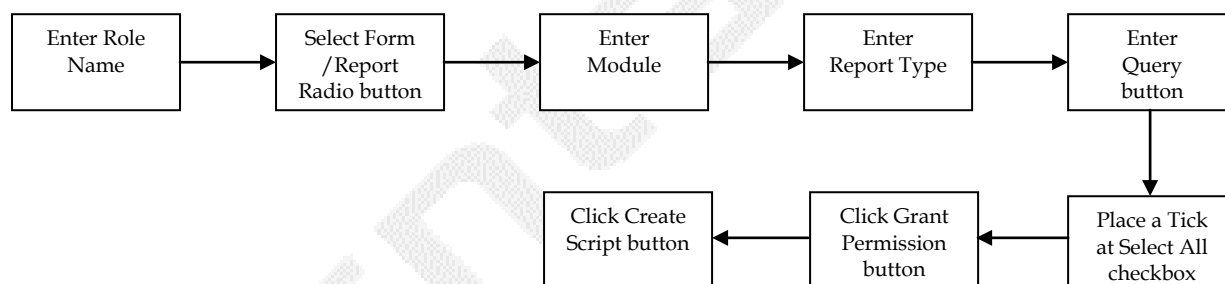 Enter Role
Name
Select Form
/Report
Radio button
Enter
Module
Enter
Report Type
Enter
Query
button
Place a Tick
at Select All
checkbox
Click Grant
Permission
button
Click Create
Script button